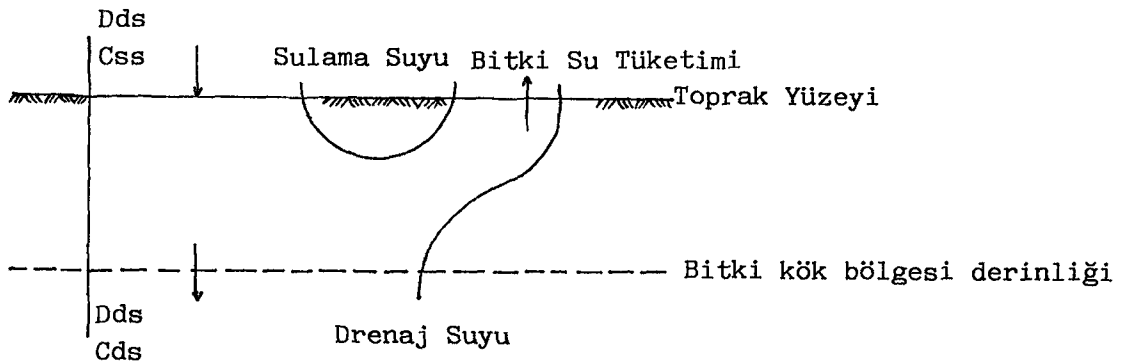 Dds
Css
Sulama Suyu Bitki Su Tüketimi
Toprak Yüzeyi
Bitki kök bölgesi derinliği
Dds
Cds
Drenaj Suyu